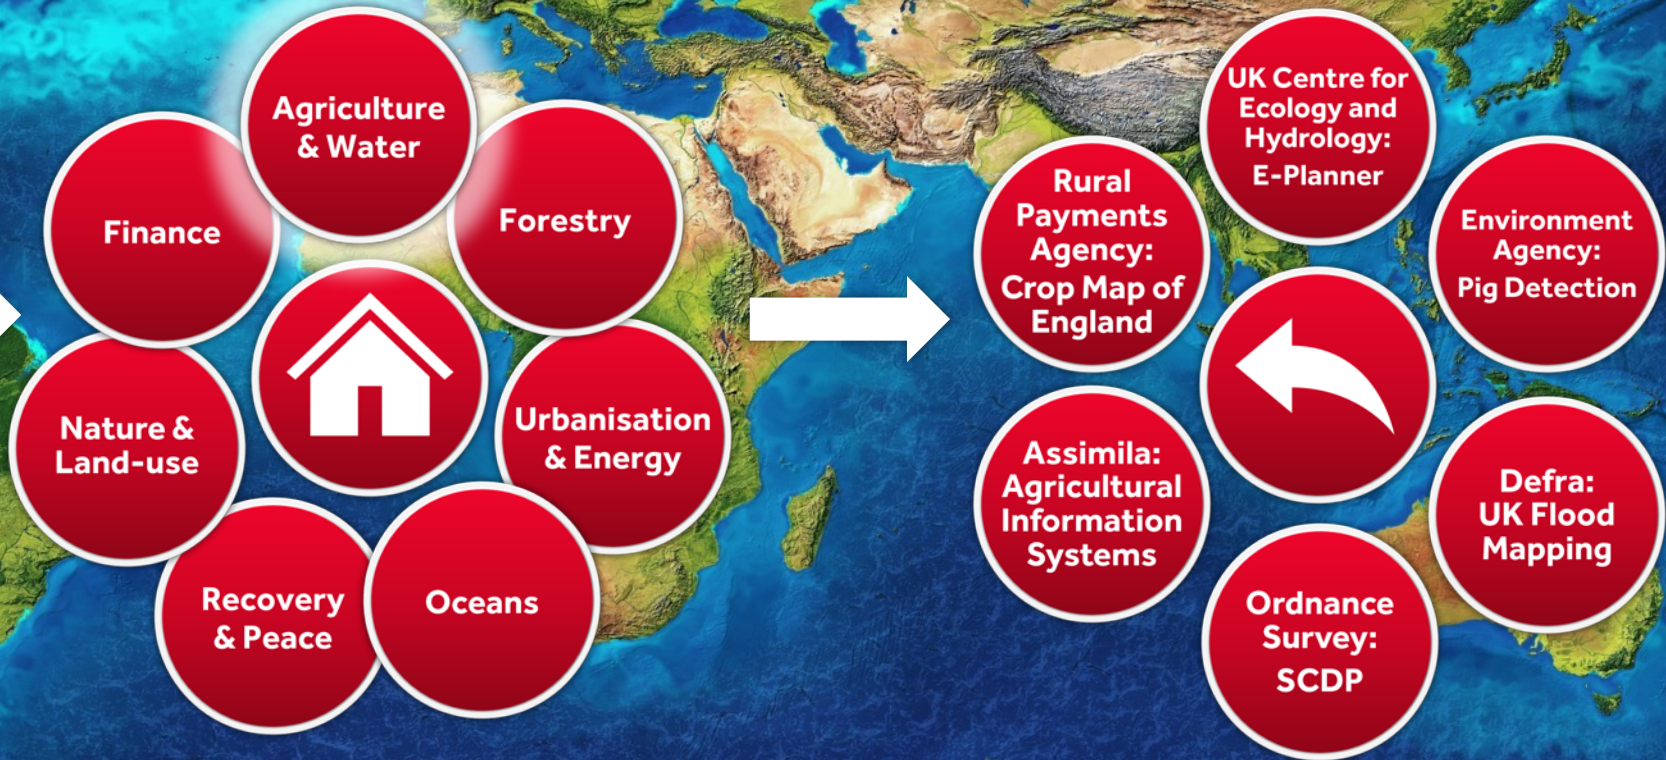 Agriculture
& Water
Finance
Forestry
Nature &
Land-use
Urbanisation
& Energy
Recovery
& Peace
Oceans
UK Centre for
Ecology and
Hydrology:
E-Planner
Rural
Payments
Agency:
Crop Map of
England
Environment
Agency:
Pig Detection
Assimila:
Agricultural
Information
Systems
Defra:
UK Flood
Mapping
Ordnance
Survey:
SCDP